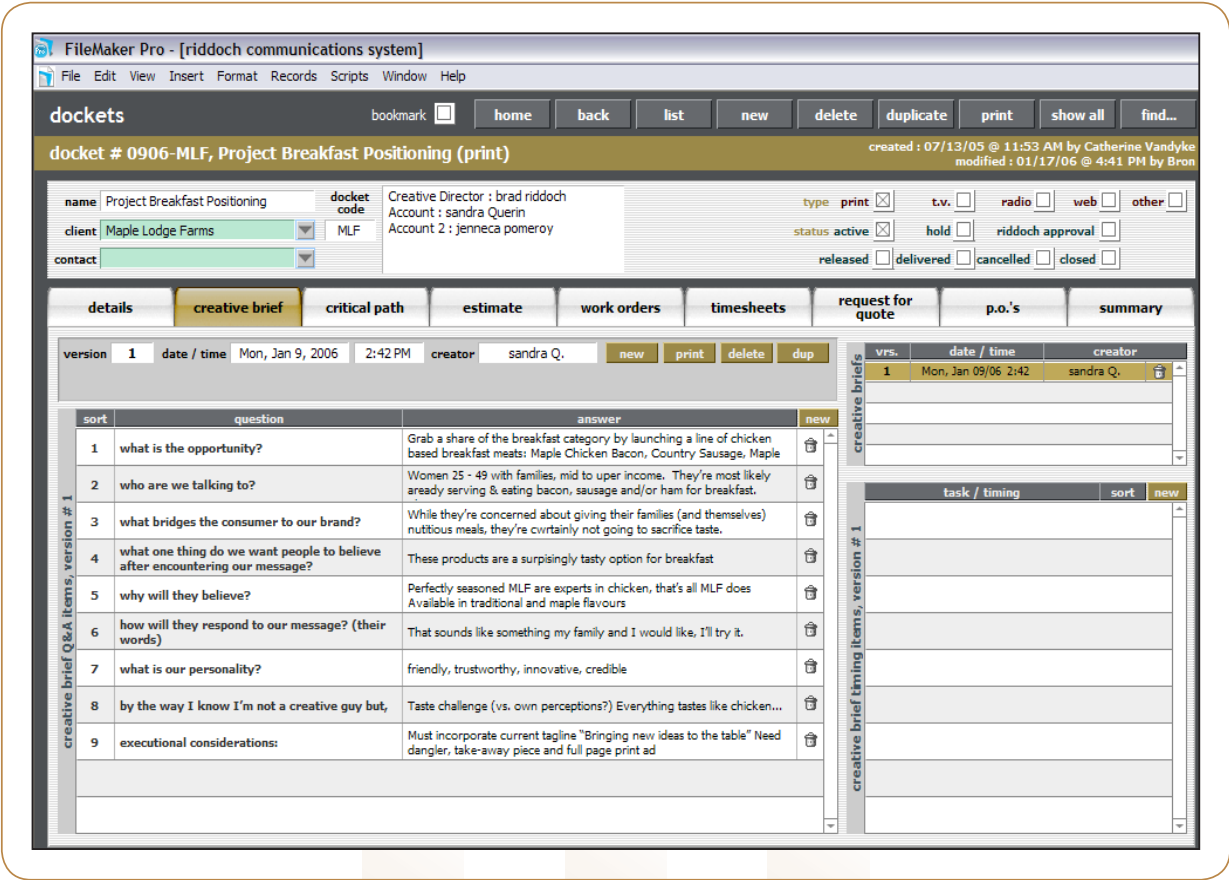 FileMaker Pro - [riddoch communications system]
File Edit View Insert Format Records Scripts Window Help
dockets
bookmark
home back list new delete duplicate print show all find...
docket # 0906-MLF, Project Breakfast Positioning (print)
created : 07/13/05 @ 11:53 AM by Catherine Vandyke
modified : 01/17/06 @ 4:41 PM by Bron
name Project Breakfast Positioning
docket code
client Maple Lodge Farms
MLF
contact
Creative Director : brad riddoch
Account : sandra Querin
Account 2 : jenneca pomeroy
type print t.v. radio web other
status active hold riddoch approval
released delivered cancelled closed
details creative brief critical path estimate work orders timesheets request for quote p.o.'s summary
version 1 date / time Mon, Jan 9, 2006 2:42 PM creator sandra Q. new print delete dup
creative brief Q&A items, version # 1
sort question answer new
1 what is the opportunity?
Grab a share of the breakfast category by launching a line of chicken
based breakfast meats: Maple Chicken Bacon, Country Sausage, Maple
2 who are we talking to?
Women 25 - 49 with families, mid to uper income. They're most likely
aready serving & eating bacon, sausage and/or ham for breakfast.
3 what bridges the consumer to our brand?
While they're concerned about giving their families (and themselves)
nutitious meals, they're cvrtainly not going to sacrifice taste.
4 what one thing do we want people to believe
after encountering our message?
These products are a surpisingly tasty option for breakfast
5 why will they believe?
Perfectly seasoned MLF are experts in chicken, that's all MLF does
Available in traditional and maple flavours
6 how will they respond to our message? (their
words)
That sounds like something my family and I would like, I'll try it.
7 what is our personality?
friendly, trustworthy, innovative, credible
8 by the way I know I'm not a creative guy but,
Taste challenge (vs. own perceptions?) Everything tastes like chicken...
9 executional considerations:
Must incorporate current tagline "Bringing new ideas to the table" Need
dangler, take-away piece and full page print ad
creative briefs
vrs. date / time creator
1 Mon, Jan 09/06 2:42 sandra Q.
creative brief timing items, version # 1
task / timing sort new